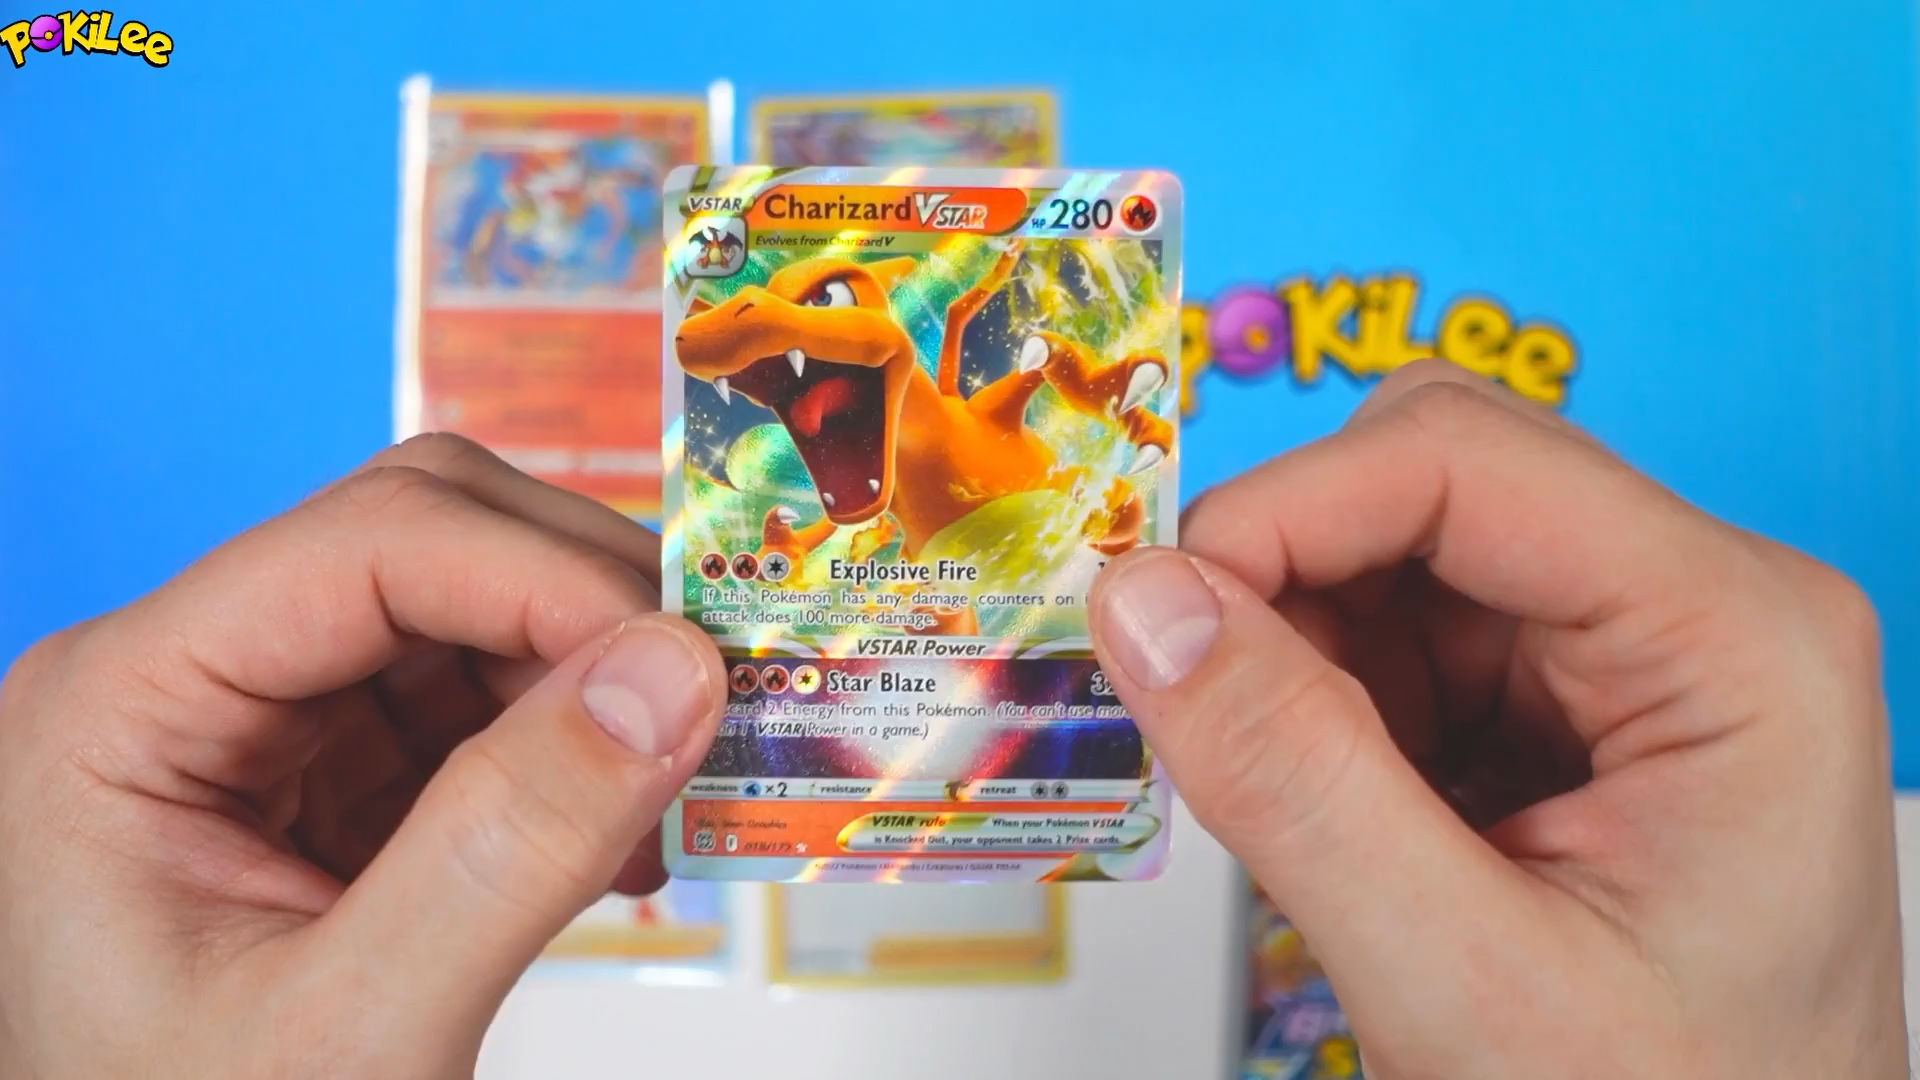 POKiLee
VSTAR
Charizard VSTAR
HP 280
Evolves from Charizard V
POKiLee
Explosive Fire
If this Pokémon has any damage counters on
attack does 100 more damage.
VSTAR Power
Star Blaze
2 Energy from this Pokémon. (You can't use
VSTAR Power in a game.)
weakness ×2 resistance retreat
VSTAR rule When your Pokémon VSTAR
is Knocked Out, your opponent takes 2 Prize cards.
018/172